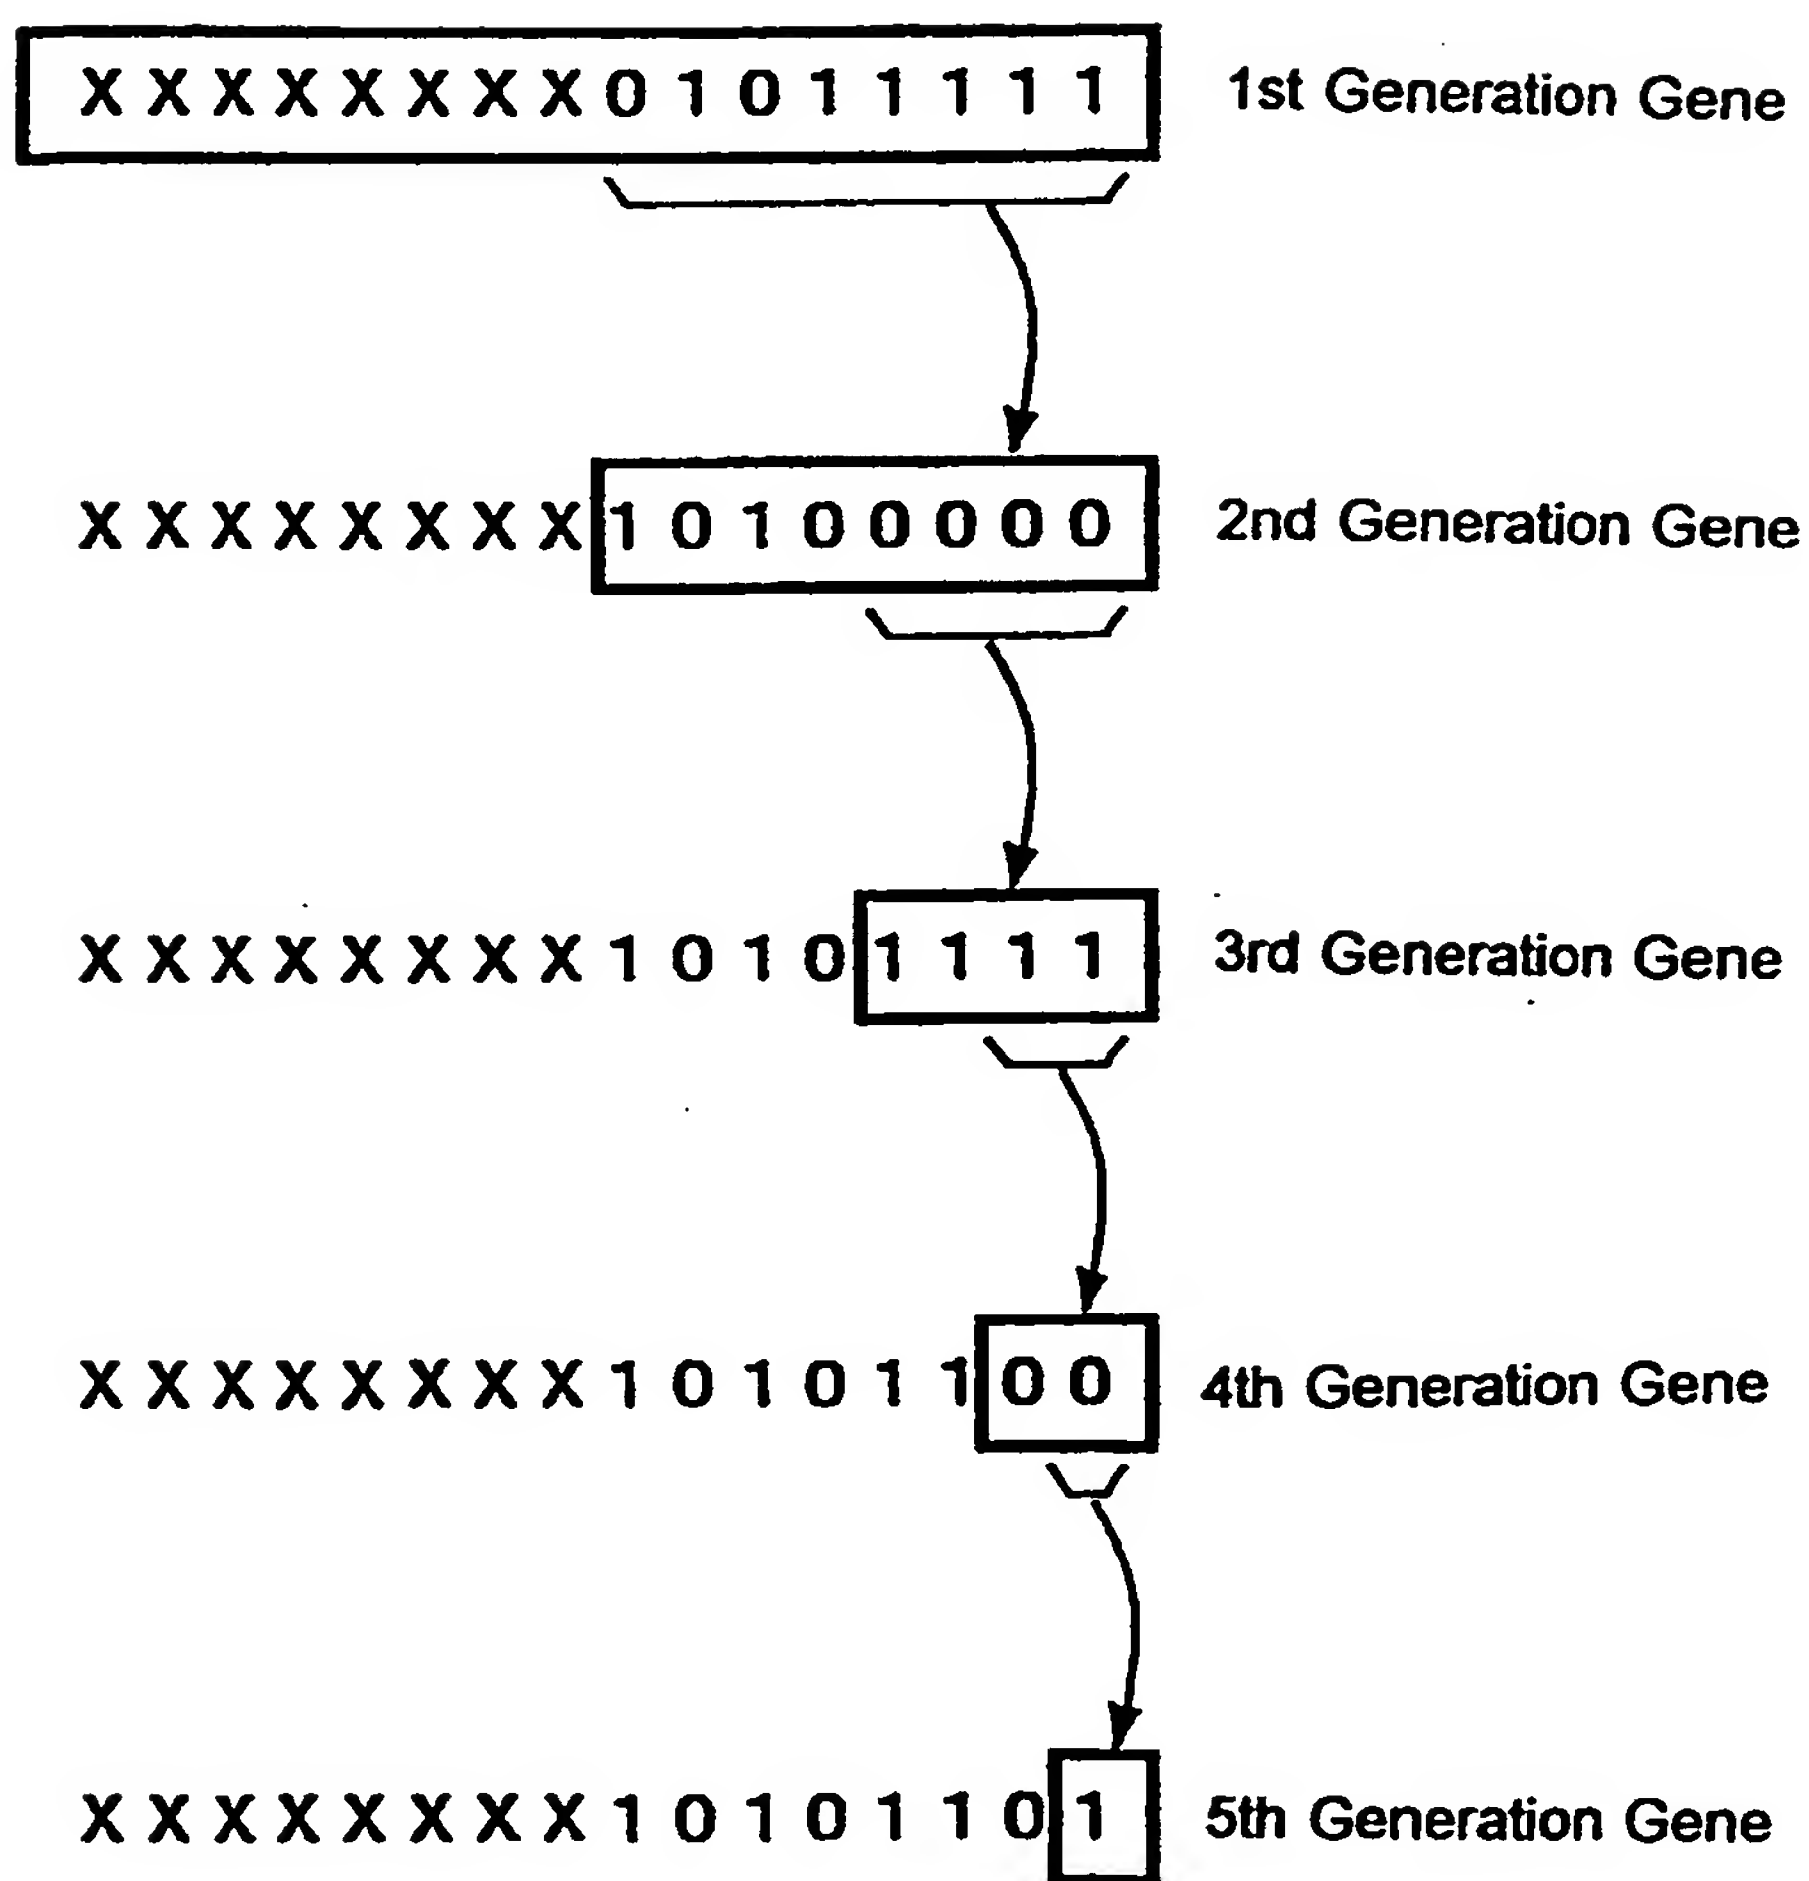 X X X X X X X X 0 1 0 1 1 1 1 1 1st Generation Gene
X X X X X X X X 1 0 1 0 0 0 0 0 2nd Generation Gene
X X X X X X X X 1 0 1 0 1 1 1 1 3rd Generation Gene
X X X X X X X X 1 0 1 0 1 1 0 0 4th Generation Gene
X X X X X X X X 1 0 1 0 1 1 0 1 5th Generation Gene